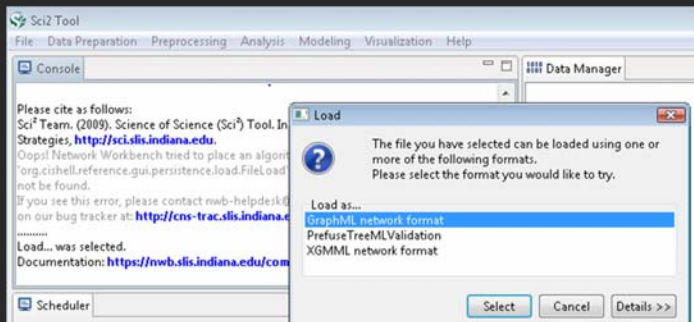 Sci2 Tool
File Data Preparation Preprocessing Analysis Modeling Visualization Help
Console
Data Manager
Please cite as follows:
Sci² Team. (2009). Science of Science (Sci²) Tool. In
Strategies, http://sci.slis.indiana.edu.
Oops! Network Workbench tried to place an algorit
'org.cishell.reference.gui.persistence.load.FileLoad'
not be found.
If you see this error, please contact nwb-helpdesk@
on our bug tracker at: http://cns-trac.slis.indiana.e
..........
Load... was selected.
Documentation: https://nwb.slis.indiana.edu/com
Scheduler
Load
The file you have selected can be loaded using one or
more of the following formats.
Please select the format you would like to try.
Load as...
GraphML network format
PrefuseTreeMLValidation
XGMML network format
Select Cancel Details >>